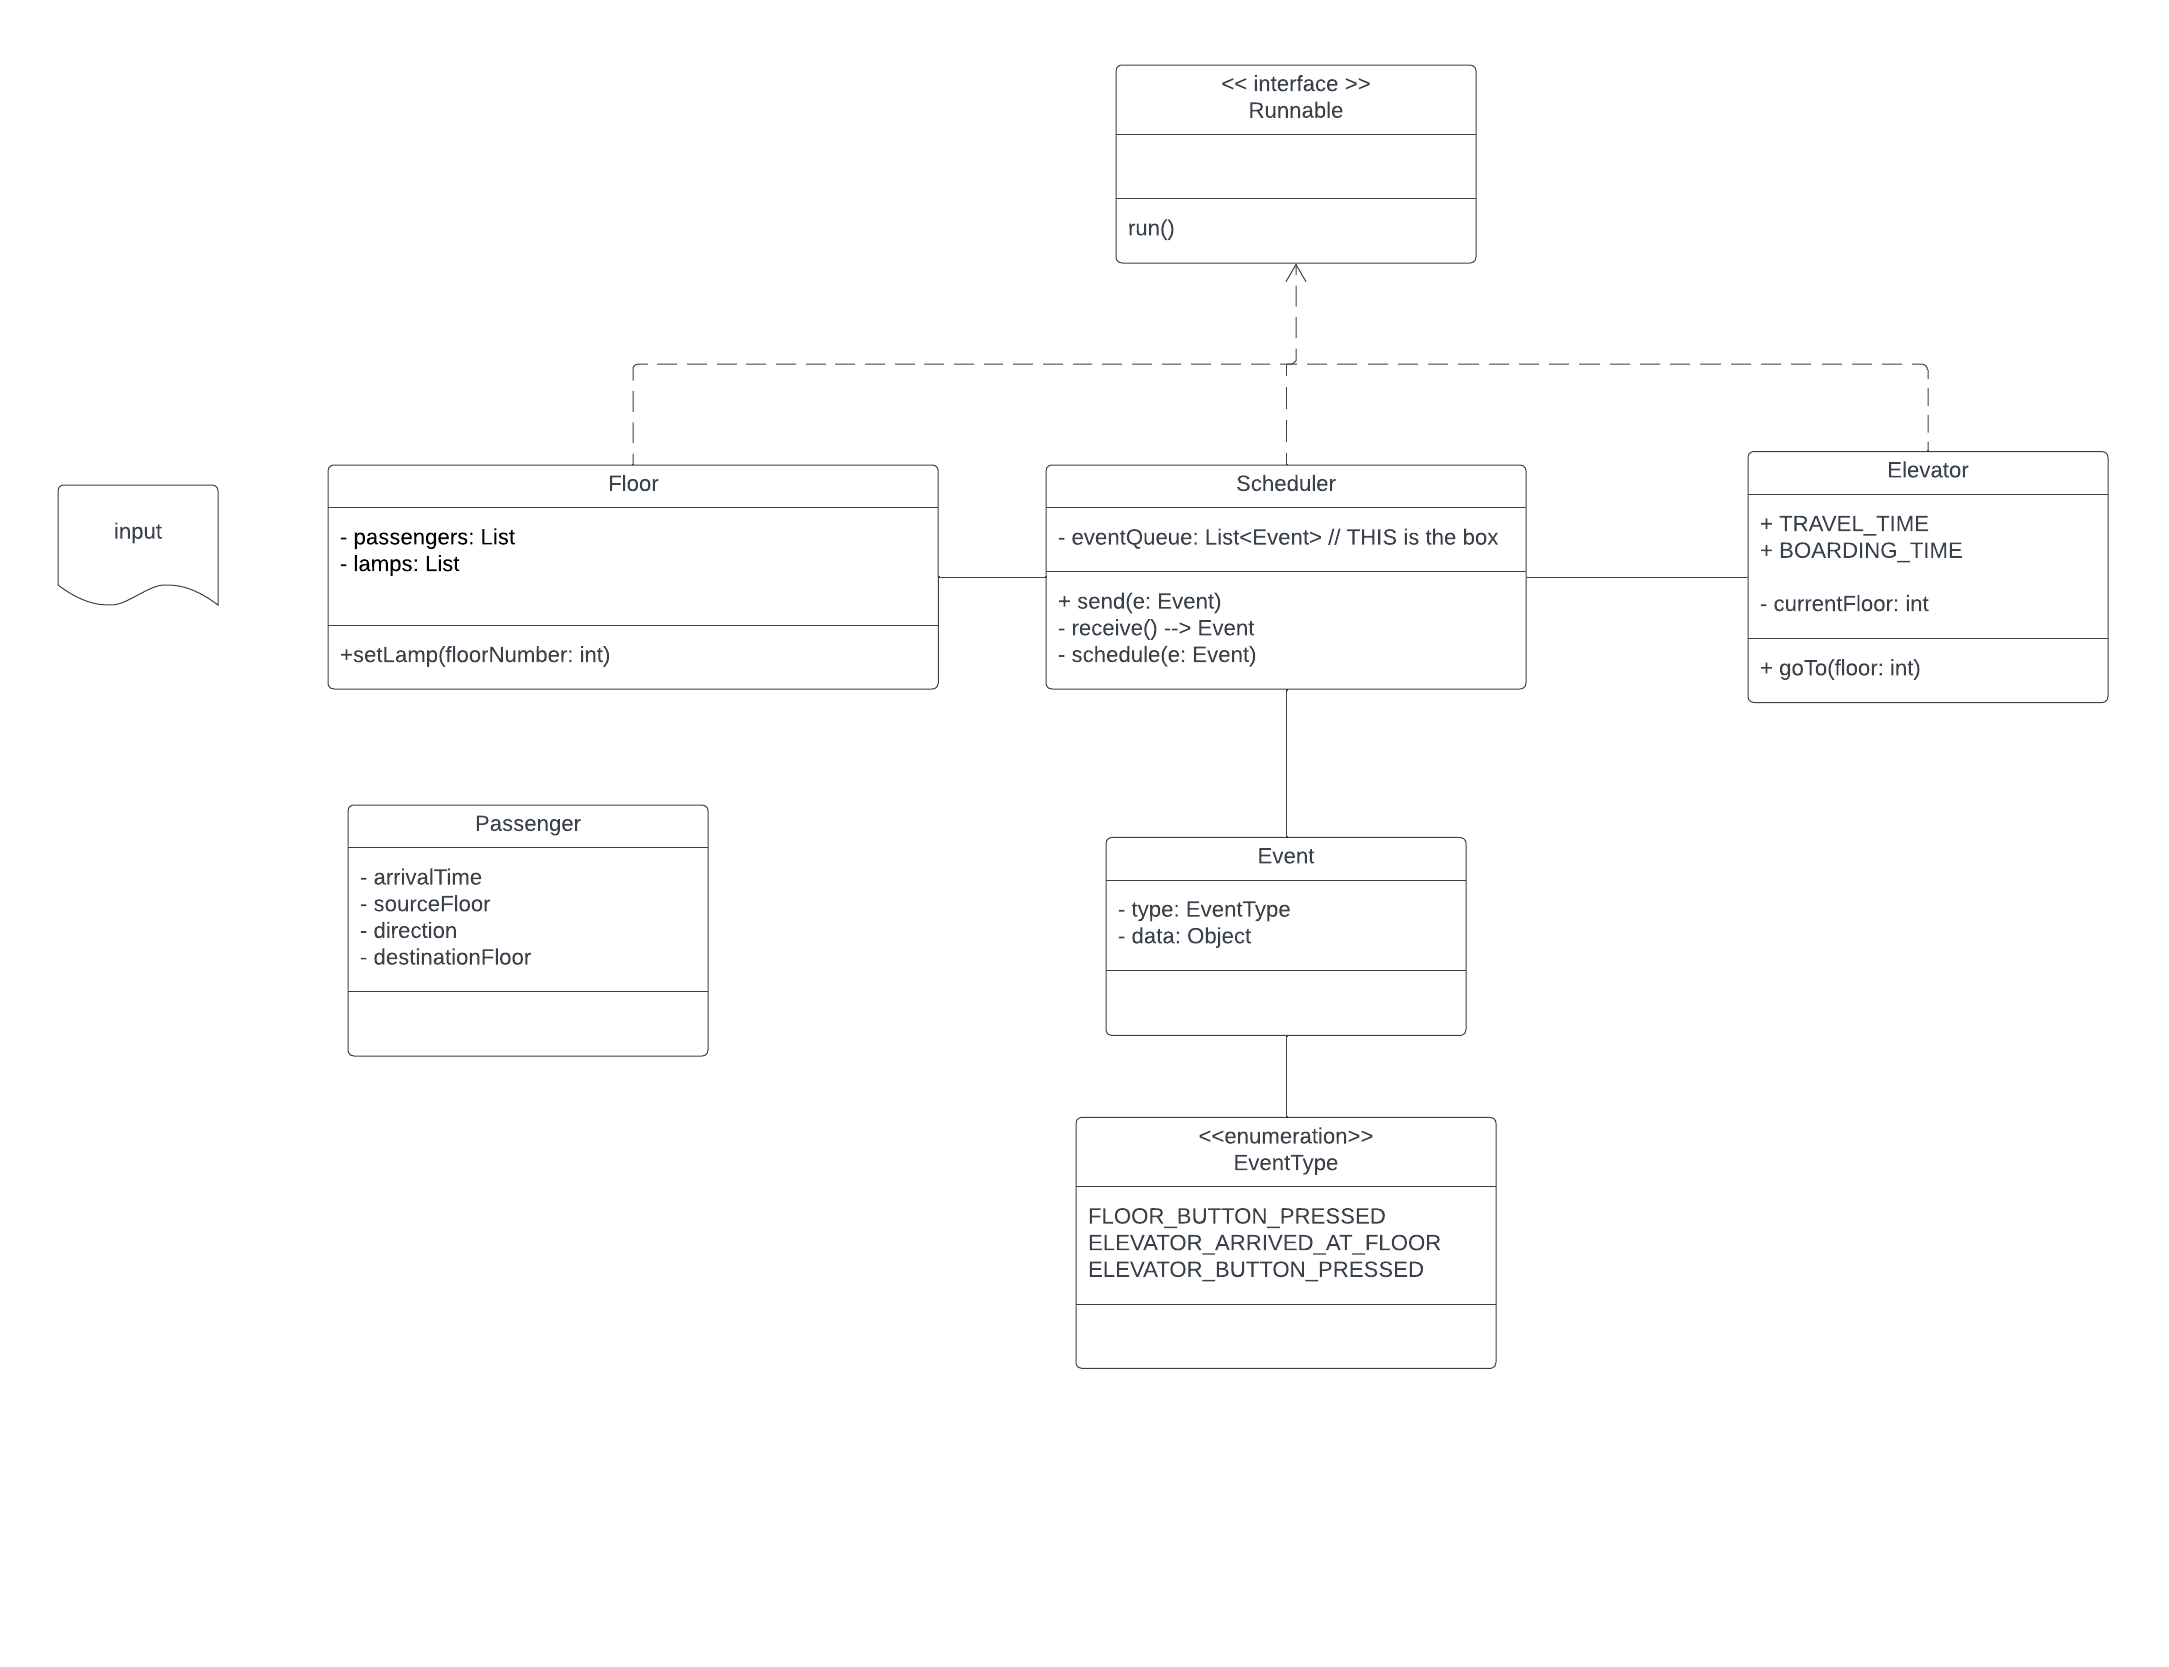 << interface >>
Runnable
run()
input
Floor
- passengers: List
- lamps: List
+setLamp(floorNumber: int)
Scheduler
- eventQueue: List<Event> // THIS is the box
+ send(e: Event)
- receive() --> Event
- schedule(e: Event)
Elevator
+ TRAVEL_TIME
+ BOARDING_TIME
- currentFloor: int
+ goTo(floor: int)
Passenger
- arrivalTime
- sourceFloor
- direction
- destinationFloor
Event
- type: EventType
- data: Object
<<enumeration>>
EventType
FLOOR_BUTTON_PRESSED
ELEVATOR_ARRIVED_AT_FLOOR
ELEVATOR_BUTTON_PRESSED